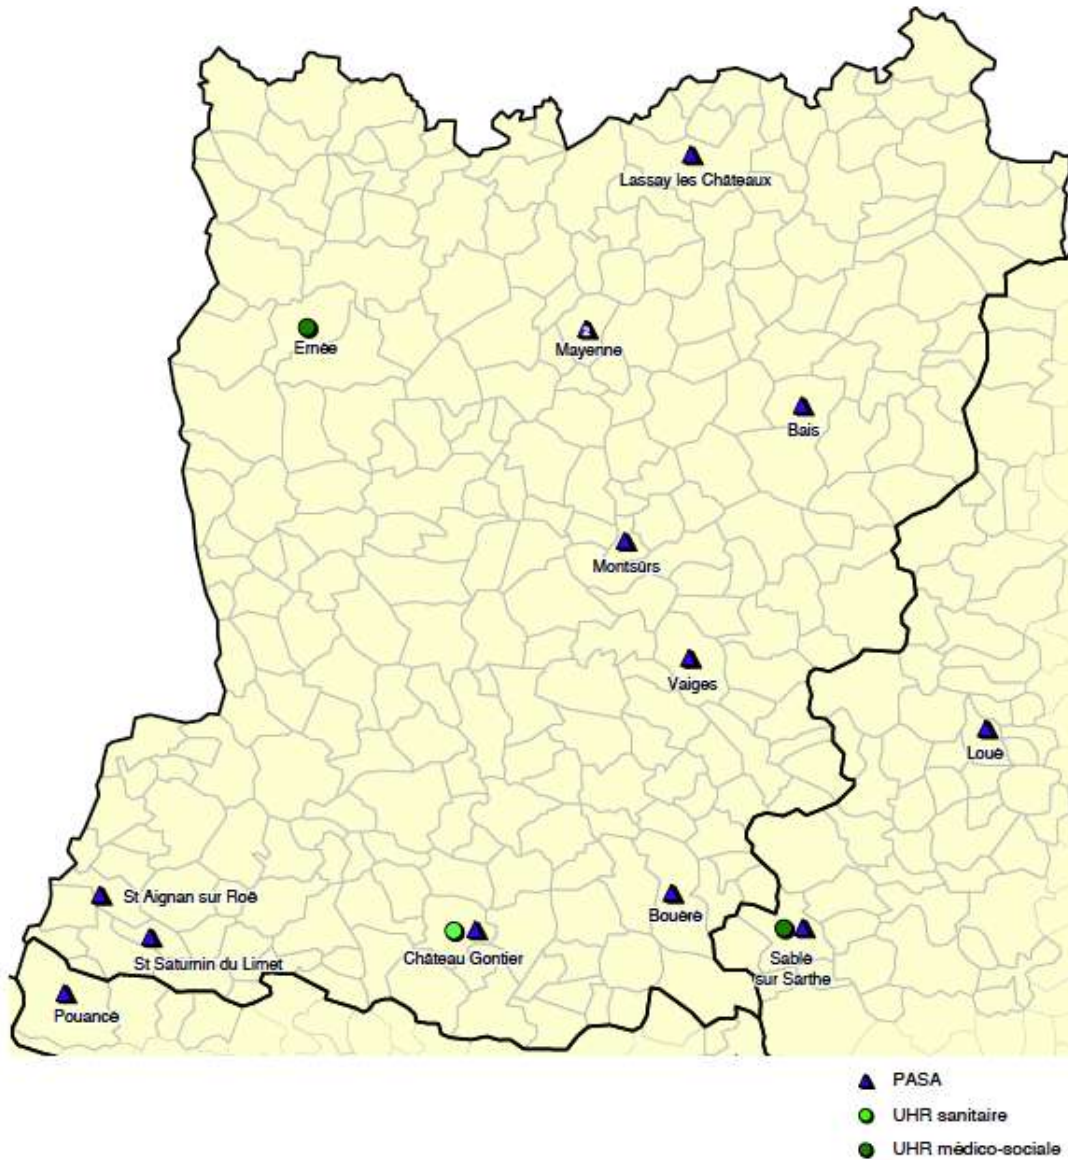 Lassay les Châteaux
2
Ernée
Mayenne
Bais
Montsûrs
Vaiges
Loué
St Aignan sur Roë
Bouère
St Saturnin du Limet
Château Gontier
Sablé
sur Sarthe
Pouancé
PASA
UHR sanitaire
UHR médico-sociale